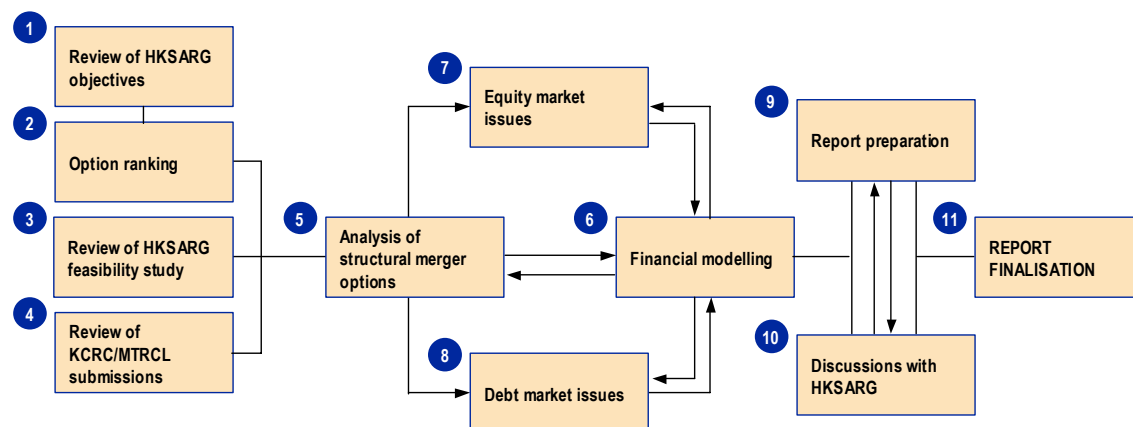 1
Review of HKSARG
objectives
2
Option ranking
3
Review of HKSARG
feasibility study
4
Review of
KCRC/MTRCL
submissions
5
Analysis of
structural merger
options
6
Financial modelling
7
Equity market
issues
8
Debt market issues
9
Report preparation
10
Discussions with
HKSARG
11
REPORT
FINALISATION